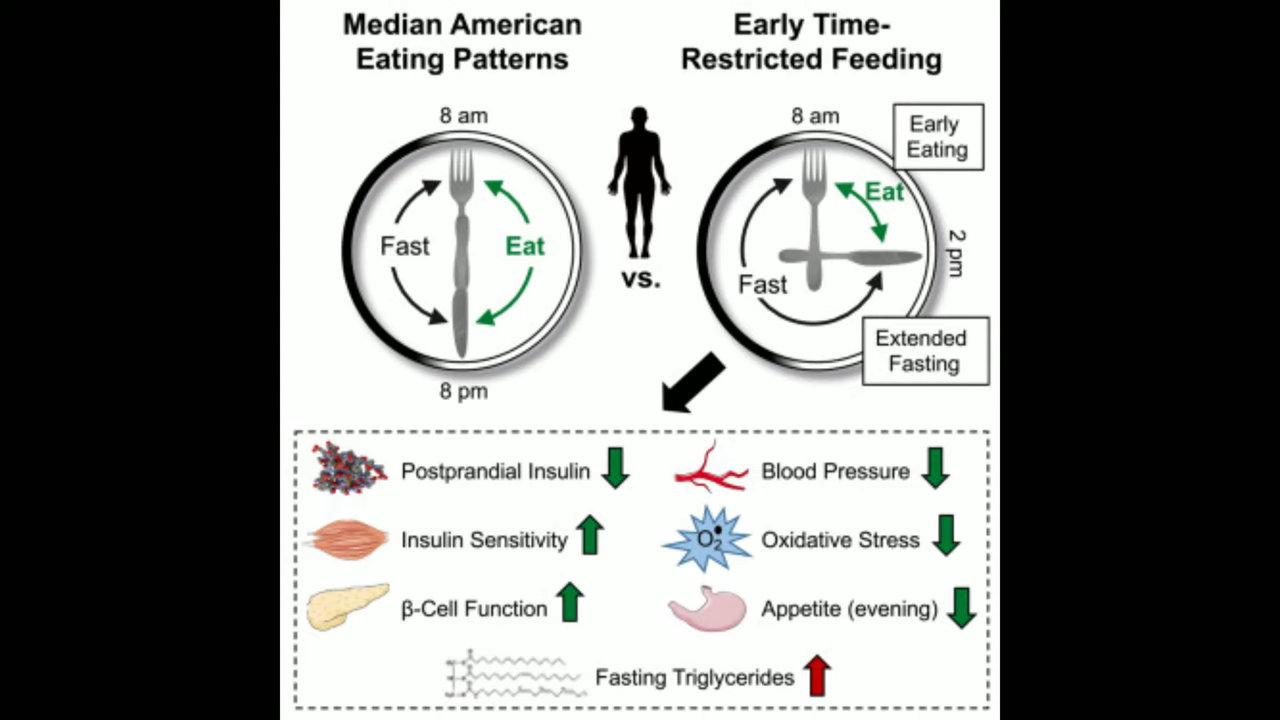 Median American
Eating Patterns
Early Time-
Restricted Feeding
8 am
Fast
Eat
8 pm
vs.
8 am
Early
Eating
Eat
2 pm
Fast
Extended
Fasting
Postprandial Insulin
Blood Pressure
Insulin Sensitivity
O₂•
Oxidative Stress
β-Cell Function
Appetite (evening)
Fasting Triglycerides